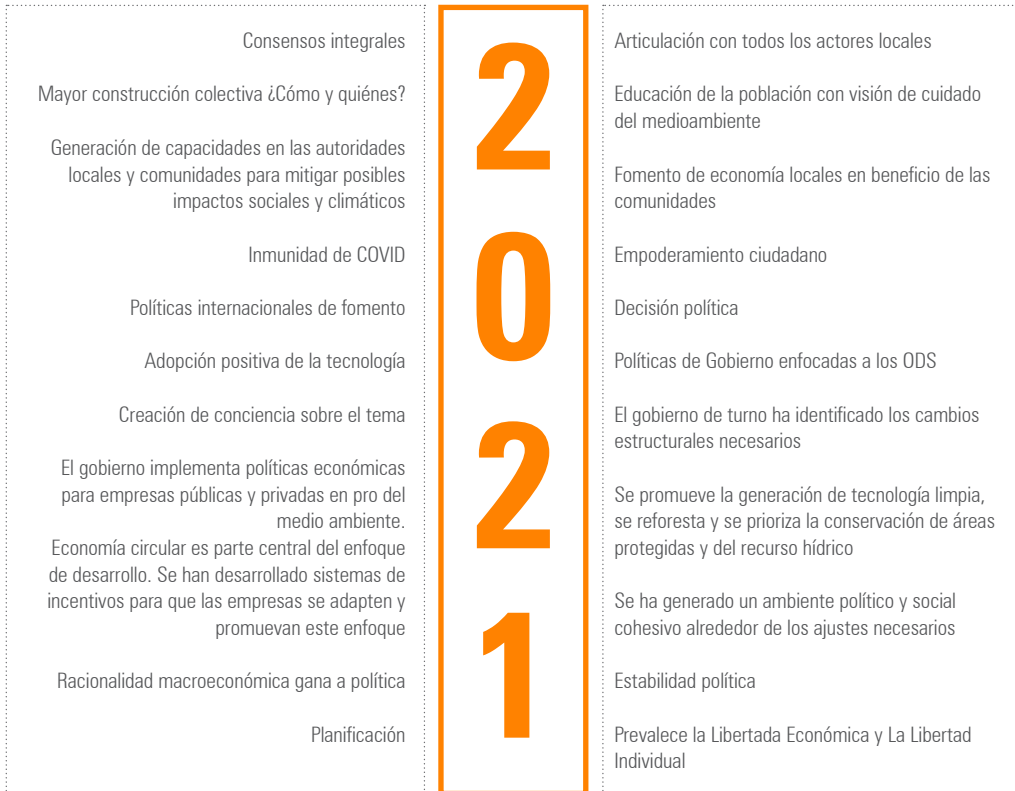 Consensos integrales
Mayor construcción colectiva ¿Cómo y quiénes?
Generación de capacidades en las autoridades
locales y comunidades para mitigar posibles
impactos sociales y climáticos
Inmunidad de COVID
Políticas internacionales de fomento
Adopción positiva de la tecnología
Creación de conciencia sobre el tema
El gobierno implementa políticas económicas
para empresas públicas y privadas en pro del
medio ambiente.
Economía circular es parte central del enfoque
de desarrollo. Se han desarrollado sistemas de
incentivos para que las empresas se adapten y
promuevan este enfoque
Racionalidad macroeconómica gana a política
Planificación
2
0
2
1
Articulación con todos los actores locales
Educación de la población con visión de cuidado
del medioambiente
Fomento de economía locales en beneficio de las
comunidades
Empoderamiento ciudadano
Decisión política
Políticas de Gobierno enfocadas a los ODS
El gobierno de turno ha identificado los cambios
estructurales necesarios
Se promueve la generación de tecnología limpia,
se reforesta y se prioriza la conservación de áreas
protegidas y del recurso hídrico
Se ha generado un ambiente político y social
cohesivo alrededor de los ajustes necesarios
Estabilidad política
Prevalece la Libertada Económica y La Libertad
Individual